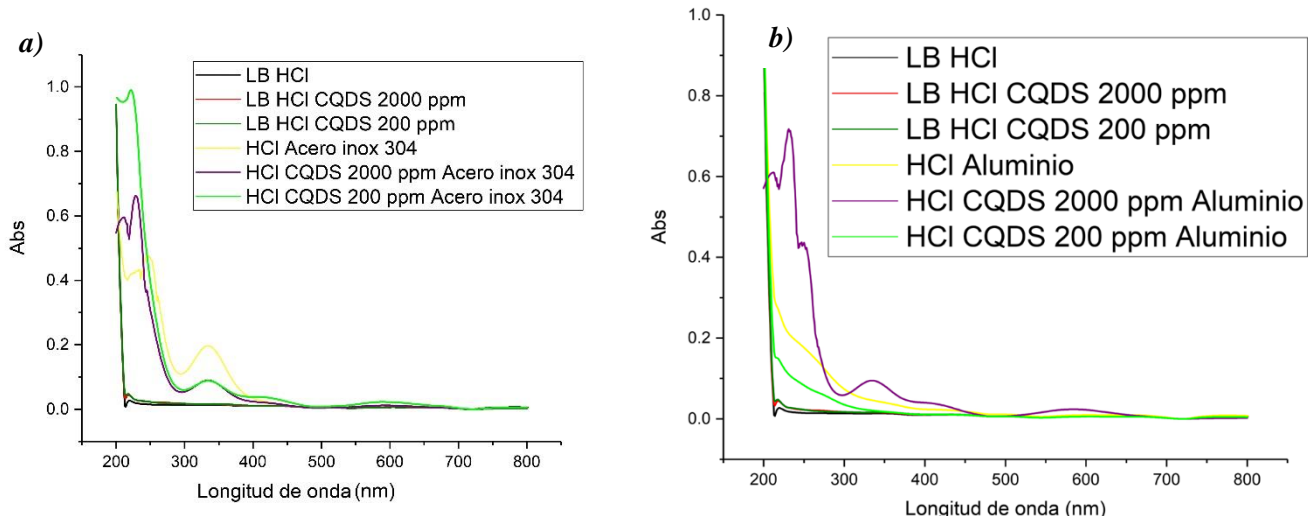 a)
LB HCl
LB HCl CQDS 2000 ppm
LB HCl CQDS 200 ppm
HCl Acero inox 304
HCl CQDS 2000 ppm Acero inox 304
HCl CQDS 200 ppm Acero inox 304
1.0
0.8
0.6
0.4
0.2
0.0
Abs
200 300 400 500 600 700 800
Longitud de onda (nm)
b)
LB HCl
LB HCl CQDS 2000 ppm
LB HCl CQDS 200 ppm
HCl Aluminio
HCl CQDS 2000 ppm Aluminio
HCl CQDS 200 ppm Aluminio
1.0
0.8
0.6
0.4
0.2
0.0
Abs
200 300 400 500 600 700 800
Longitud de onda (nm)